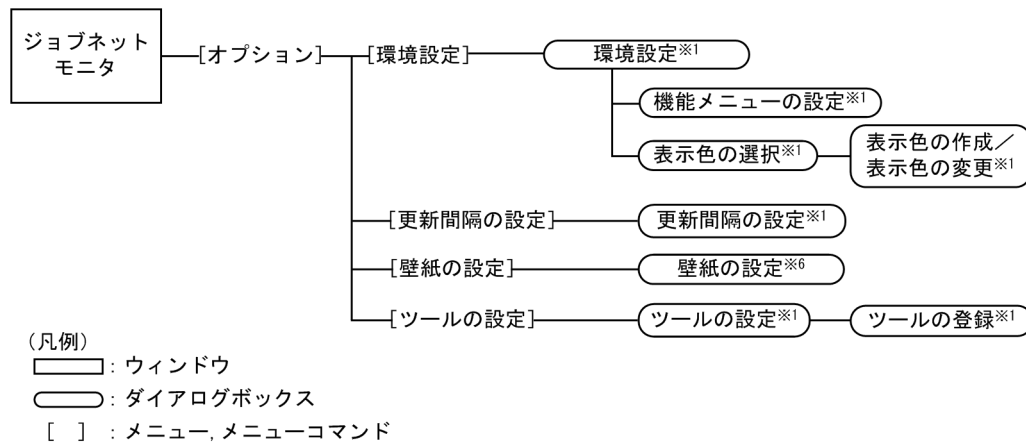 ジョブネット
モニタ
[オプション]
[環境設定]
環境設定※1
機能メニューの設定※1
表示色の選択※1
表示色の作成／
表示色の変更※1
[更新間隔の設定]
更新間隔の設定※1
[壁紙の設定]
壁紙の設定※6
[ツールの設定]
ツールの設定※1
ツールの登録※1
(凡例)
：ウィンドウ
：ダイアログボックス
[　]：メニュー,メニューコマンド